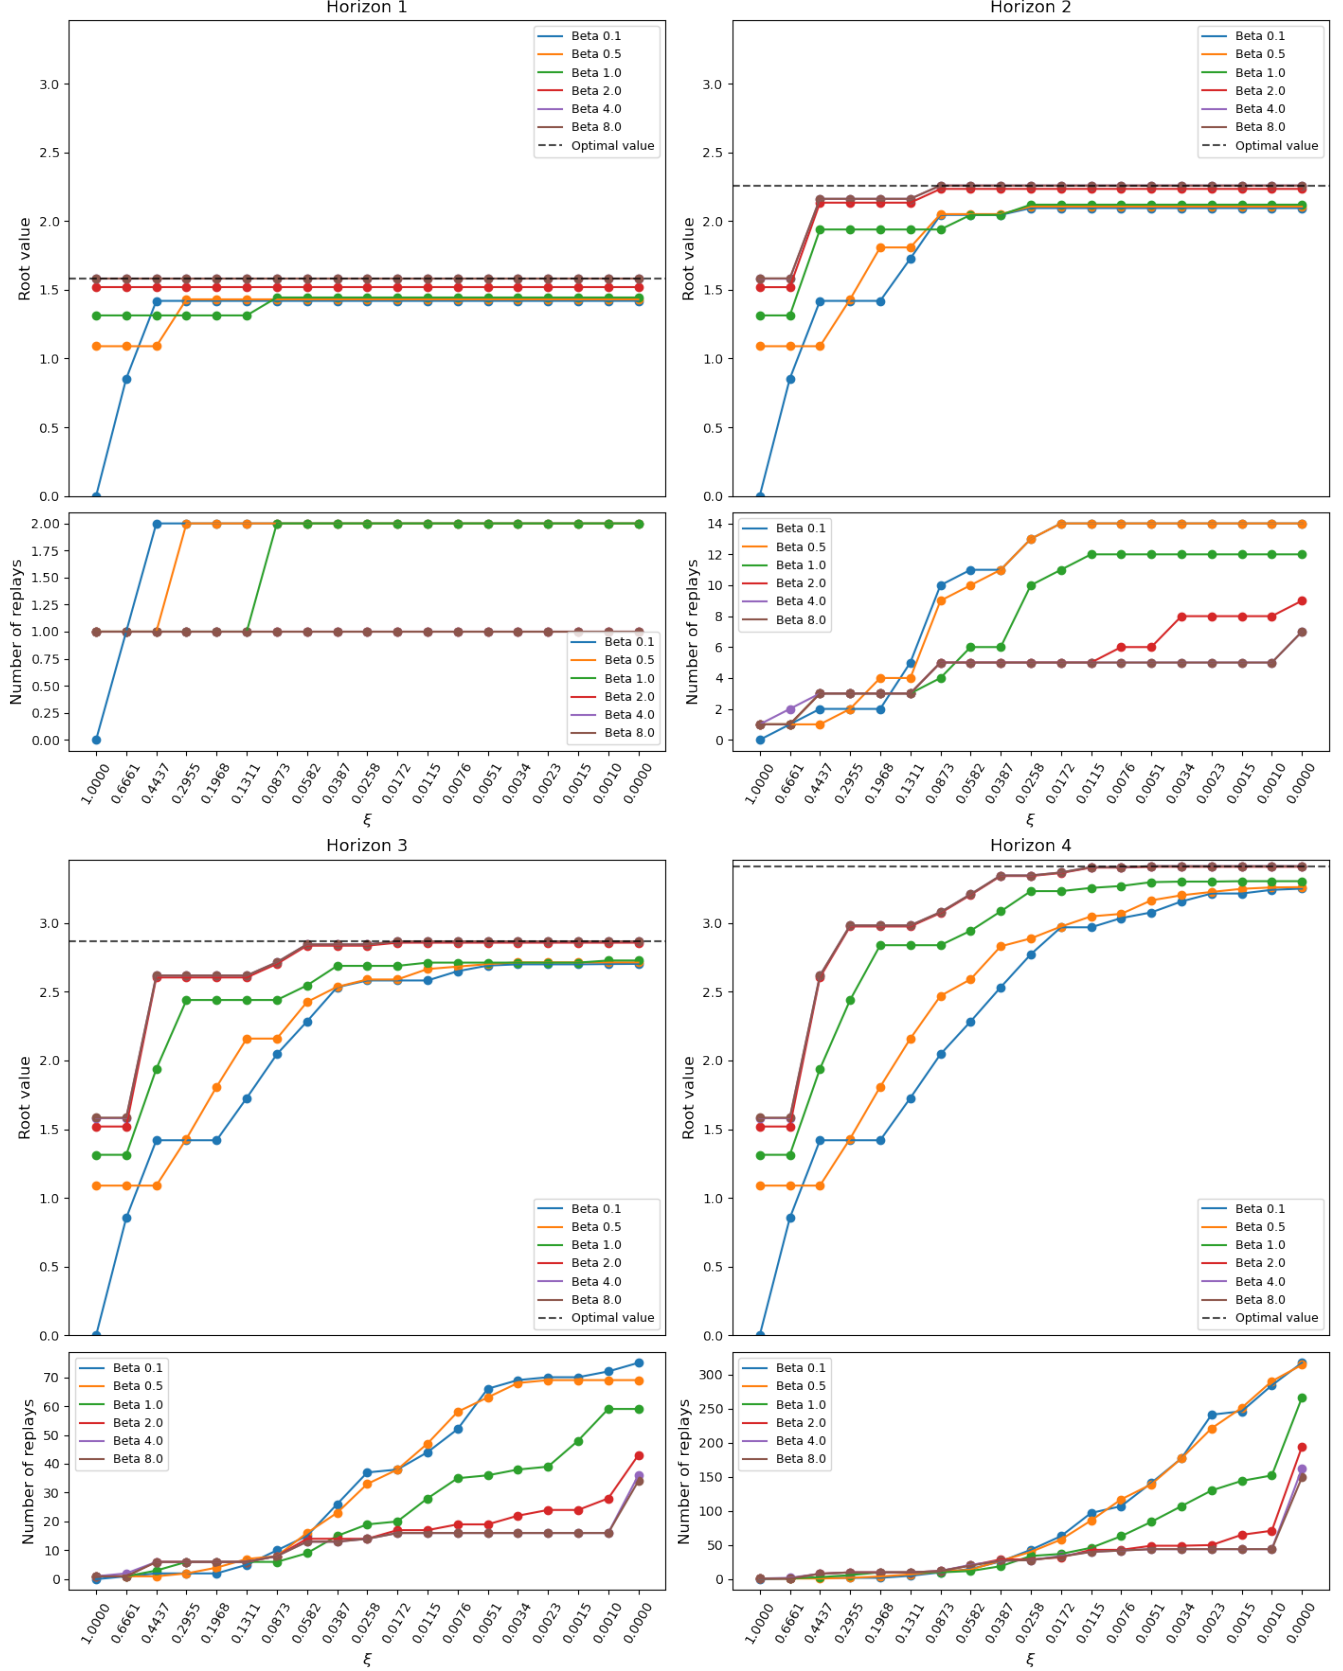 Horizon 1
Root value
3.0
2.5
2.0
1.5
1.0
0.5
0.0
Beta 0.1
Beta 0.5
Beta 1.0
Beta 2.0
Beta 4.0
Beta 8.0
Optimal value
Number of replays
2.00
1.75
1.50
1.25
1.00
0.75
0.50
0.25
0.00
Beta 0.1
Beta 0.5
Beta 1.0
Beta 2.0
Beta 4.0
Beta 8.0
1.0000 0.6661 0.4437 0.2955 0.1968 0.1311 0.0873 0.0582 0.0387 0.0258 0.0172 0.0115 0.0076 0.0051 0.0034 0.0023 0.0015 0.0010 0.0000
ξ
Horizon 2
Root value
3.0
2.5
2.0
1.5
1.0
0.5
0.0
Beta 0.1
Beta 0.5
Beta 1.0
Beta 2.0
Beta 4.0
Beta 8.0
Optimal value
Number of replays
14
12
10
8
6
4
2
0
Beta 0.1
Beta 0.5
Beta 1.0
Beta 2.0
Beta 4.0
Beta 8.0
1.0000 0.6661 0.4437 0.2955 0.1968 0.1311 0.0873 0.0582 0.0387 0.0258 0.0172 0.0115 0.0076 0.0051 0.0034 0.0023 0.0015 0.0010 0.0000
ξ
Horizon 3
Root value
3.0
2.5
2.0
1.5
1.0
0.5
0.0
Beta 0.1
Beta 0.5
Beta 1.0
Beta 2.0
Beta 4.0
Beta 8.0
Optimal value
Number of replays
70
60
50
40
30
20
10
0
Beta 0.1
Beta 0.5
Beta 1.0
Beta 2.0
Beta 4.0
Beta 8.0
1.0000 0.6661 0.4437 0.2955 0.1968 0.1311 0.0873 0.0582 0.0387 0.0258 0.0172 0.0115 0.0076 0.0051 0.0034 0.0023 0.0015 0.0010 0.0000
ξ
Horizon 4
Root value
3.0
2.5
2.0
1.5
1.0
0.5
0.0
Beta 0.1
Beta 0.5
Beta 1.0
Beta 2.0
Beta 4.0
Beta 8.0
Optimal value
Number of replays
300
250
200
150
100
50
0
Beta 0.1
Beta 0.5
Beta 1.0
Beta 2.0
Beta 4.0
Beta 8.0
1.0000 0.6661 0.4437 0.2955 0.1968 0.1311 0.0873 0.0582 0.0387 0.0258 0.0172 0.0115 0.0076 0.0051 0.0034 0.0023 0.0015 0.0010 0.0000
ξ